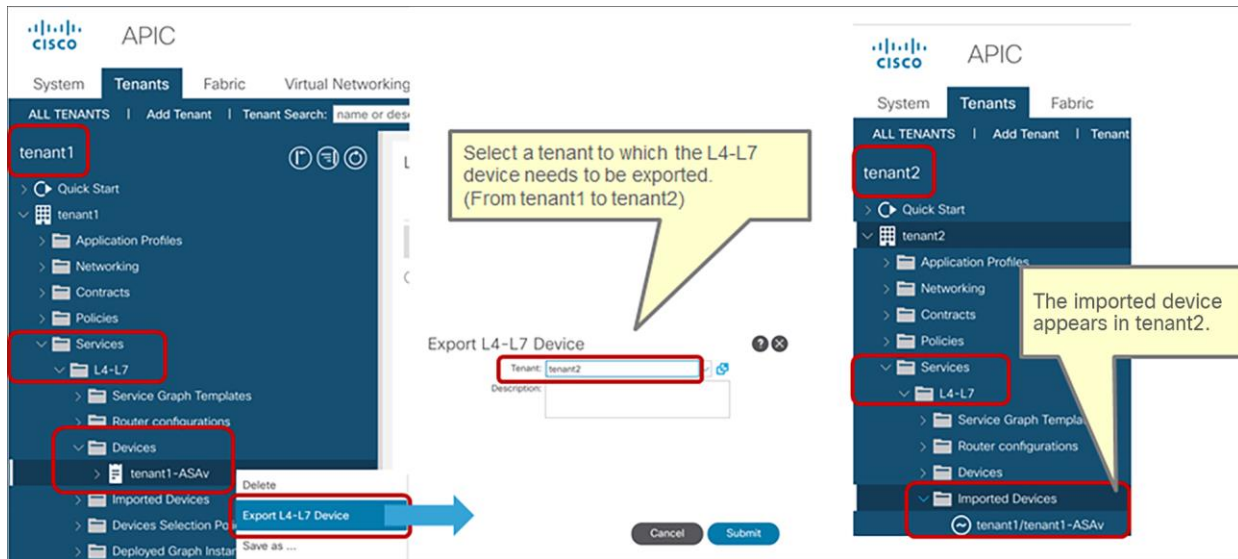 CISCO
APIC
System Tenants Fabric Virtual Networking
ALL TENANTS | Add Tenant | Tenant Search: name or
tenant1
Quick Start
tenant1
Application Profiles
Networking
Contracts
Policies
Services
L4-L7
Service Graph Templates
Router configurations
Devices
tenant1-ASAv
Imported Devices
Devices Selection
Deployed Graph
Delete
Export L4-L7 Device
Save as ...
Select a tenant to which the L4-L7
device needs to be exported.
(From tenant1 to tenant2)
Export L4-L7 Device
Tenant: tenant2
Description:
Cancel Submit
CISCO
APIC
System Tenants Fabric
ALL TENANTS | Add Tenant | Tenant
tenant2
Quick Start
tenant2
Application Profiles
Networking
Contracts
Policies
Services
L4-L7
Service Graph
Router configurations
Devices
Imported Devices
tenant1/tenant1-ASAv
The imported device
appears in tenant2.